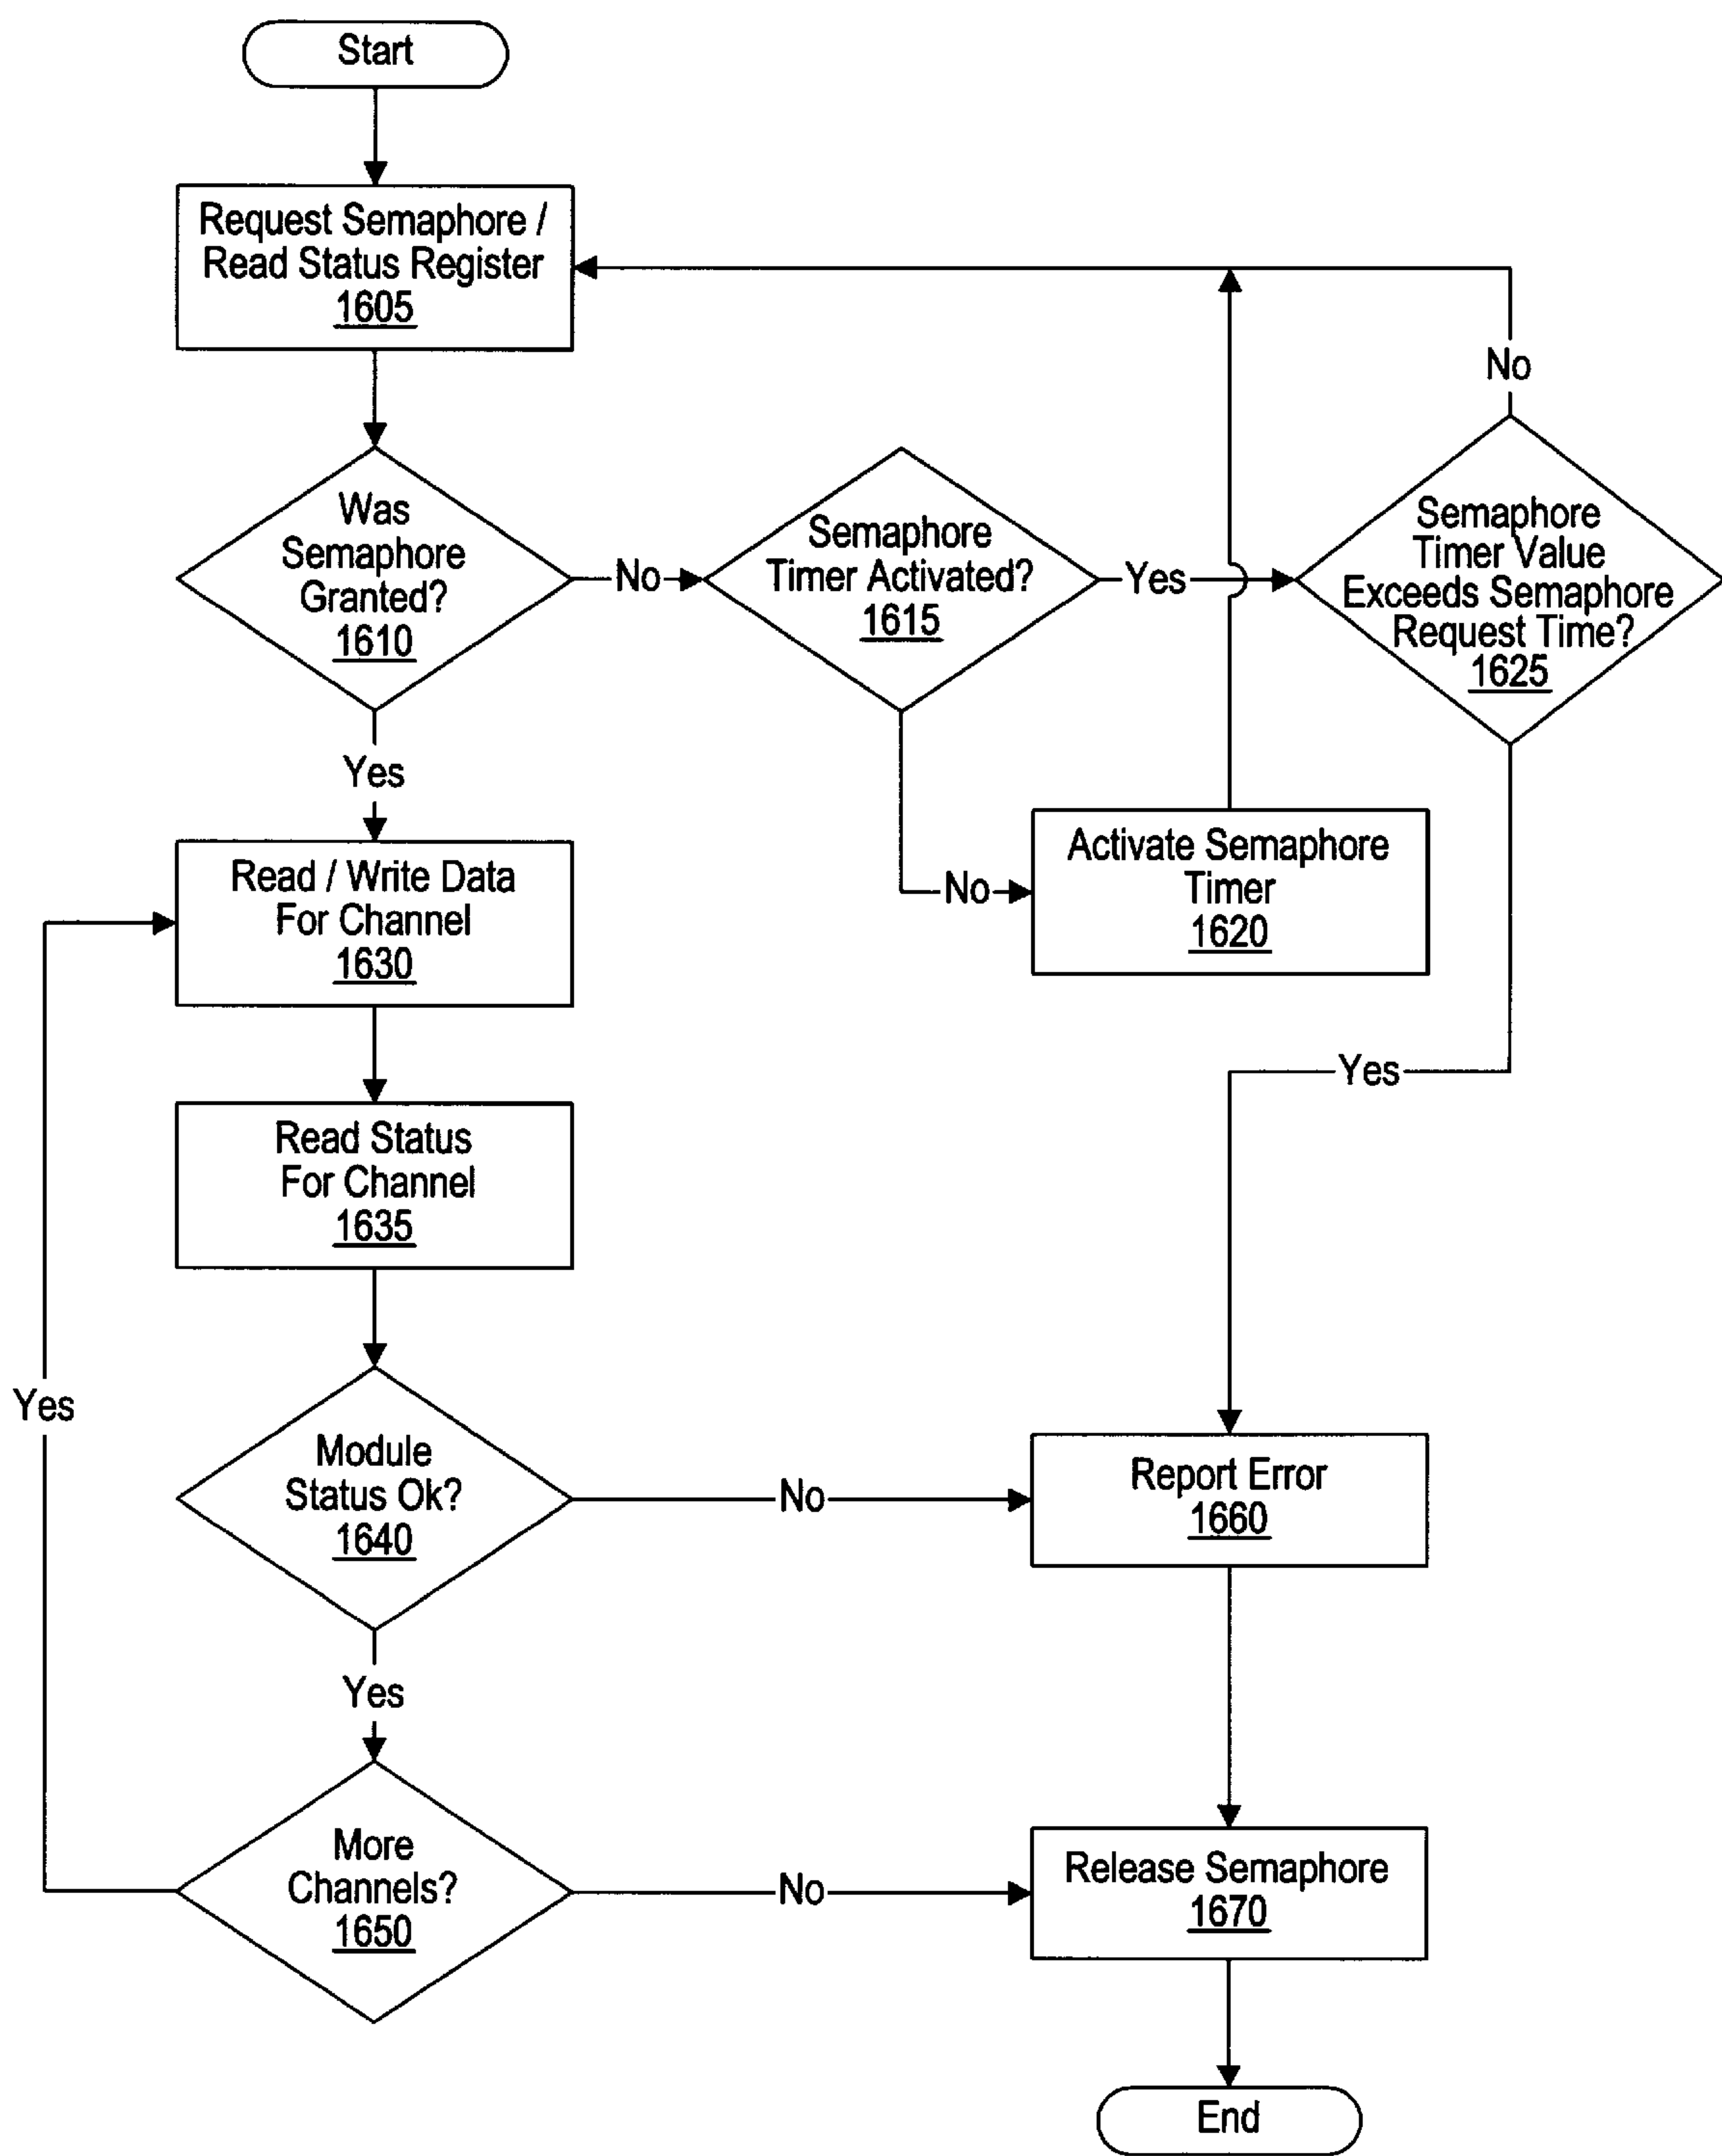 Start
Request Semaphore /
Read Status Register
1605
No
Was
Semaphore
Granted?
1610
No
Semaphore
Timer Activated?
1615
Yes
Semaphore
Timer Value
Exceeds Semaphore
Request Time?
1625
Yes
Read / Write Data
For Channel
1630
No
Activate Semaphore
Timer
1620
Yes
Read Status
For Channel
1635
Yes
Module
Status Ok?
1640
No
Report Error
1660
Yes
More
Channels?
1650
No
Release Semaphore
1670
End